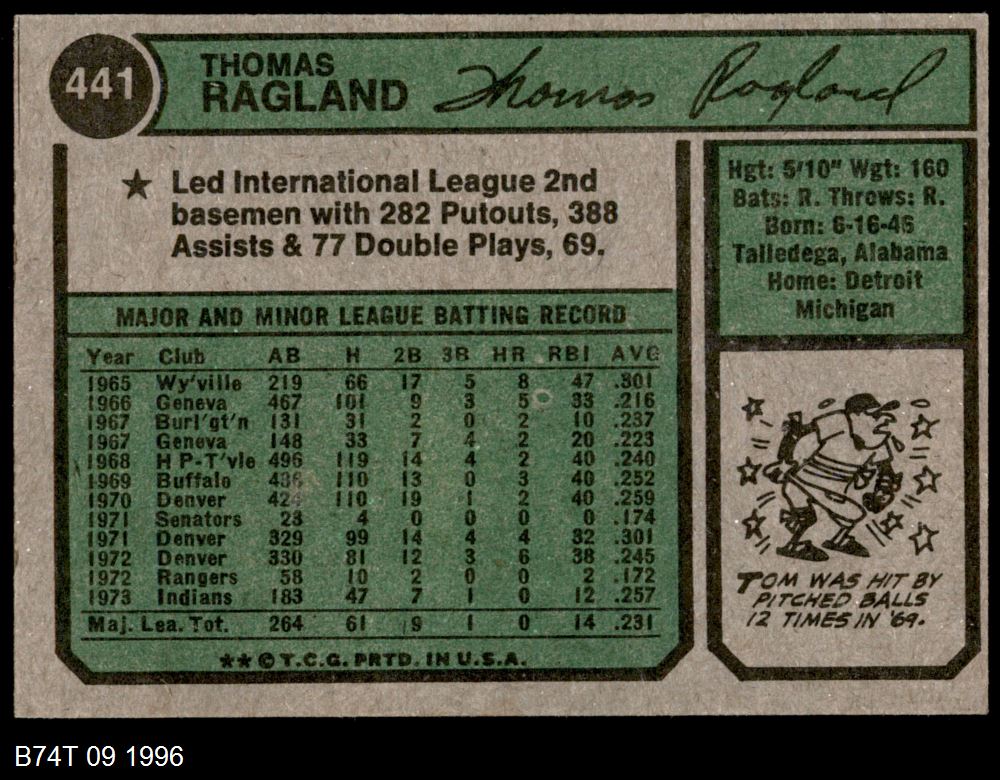 441
THOMAS
RAGLAND
Thomas Ragland
★ Led International League 2nd
basemen with 282 Putouts, 388
Assists & 77 Double Plays, 69.
Hgt: 5'10" Wgt: 160
Bats: R. Throws: R.
Born: 6-16-46
Talledega, Alabama
Home: Detroit
Michigan
MAJOR AND MINOR LEAGUE BATTING RECORD
Year Club AB H 2B 3B HR RBI AVG
1965 Wy'ville 219 66 17 5 8 47 .301
1966 Geneva 467 101 9 3 5 33 .216
1967 Burl'gt'n 131 31 2 0 2 10 .237
1967 Geneva 148 33 7 4 2 20 .223
1968 H P-T'vle 496 119 14 4 2 40 .240
1969 Buffalo 436 110 13 0 3 40 .252
1970 Denver 424 110 19 1 2 40 .259
1971 Senators 23 4 0 0 0 0 .174
1971 Denver 329 99 14 4 4 32 .301
1972 Denver 330 81 12 3 6 38 .245
1972 Rangers 58 10 2 0 0 2 .172
1973 Indians 183 47 7 1 0 12 .257
Maj. Lea. Tot. 264 61 9 1 0 14 .231
★★ © T.C.G. PRTD. IN U.S.A.
TOM WAS HIT BY
PITCHED BALLS
12 TIMES IN '69.
B74T 09 1996